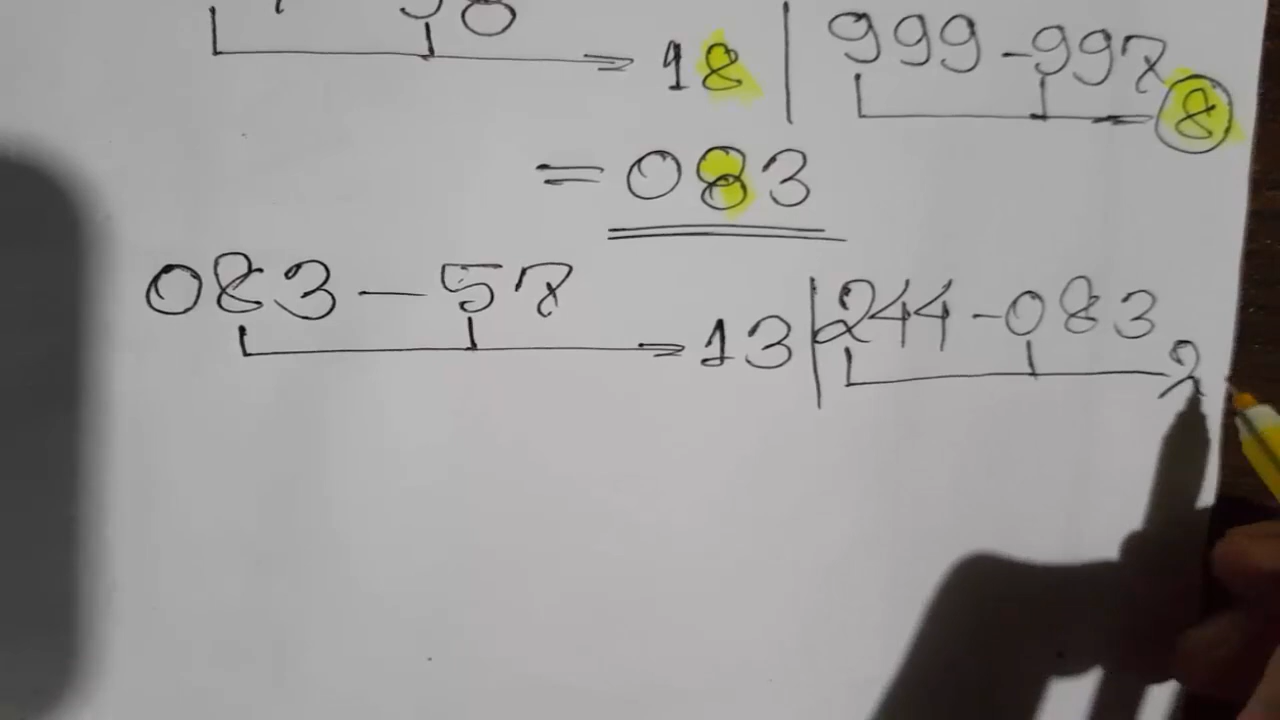 18 | 999 - 997 8
= 083
083 - 57 13 | 244 - 083 2